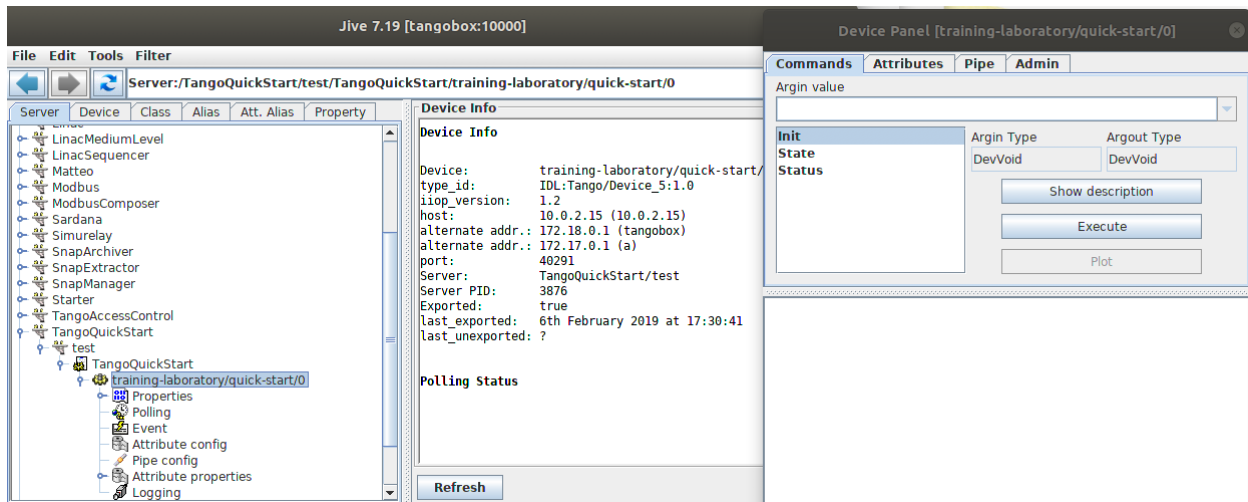 Jive 7.19 [tangobox:10000]
File Edit Tools Filter
Server:/TangoQuickStart/test/TangoQuickStart/training-laboratory/quick-start/0
Server Device Class Alias Att. Alias Property
LinacMediumLevel
LinacSequencer
Matteo
Modbus
ModbusComposer
Sardana
Simurelay
SnapArchiver
SnapExtractor
SnapManager
Starter
TangoAccessControl
TangoQuickStart
test
TangoQuickStart
training-laboratory/quick-start/0
Properties
Polling
Event
Attribute config
Pipe config
Attribute properties
Logging
Device Info
Device Info
Device: training-laboratory/quick-start/
type_id: IDL:Tango/Device_5:1.0
iiop_version: 1.2
host: 10.0.2.15 (10.0.2.15)
alternate addr.: 172.18.0.1 (tangobox)
alternate addr.: 172.17.0.1 (a)
port: 40291
Server: TangoQuickStart/test
Server PID: 3876
Exported: true
last_exported: 6th February 2019 at 17:30:41
last_unexported: ?
Polling Status
Refresh
Device Panel [training-laboratory/quick-start/0]
Commands Attributes Pipe Admin
Argin value
Init
State
Status
Argin Type Argout Type
DevVoid DevVoid
Show description
Execute
Plot